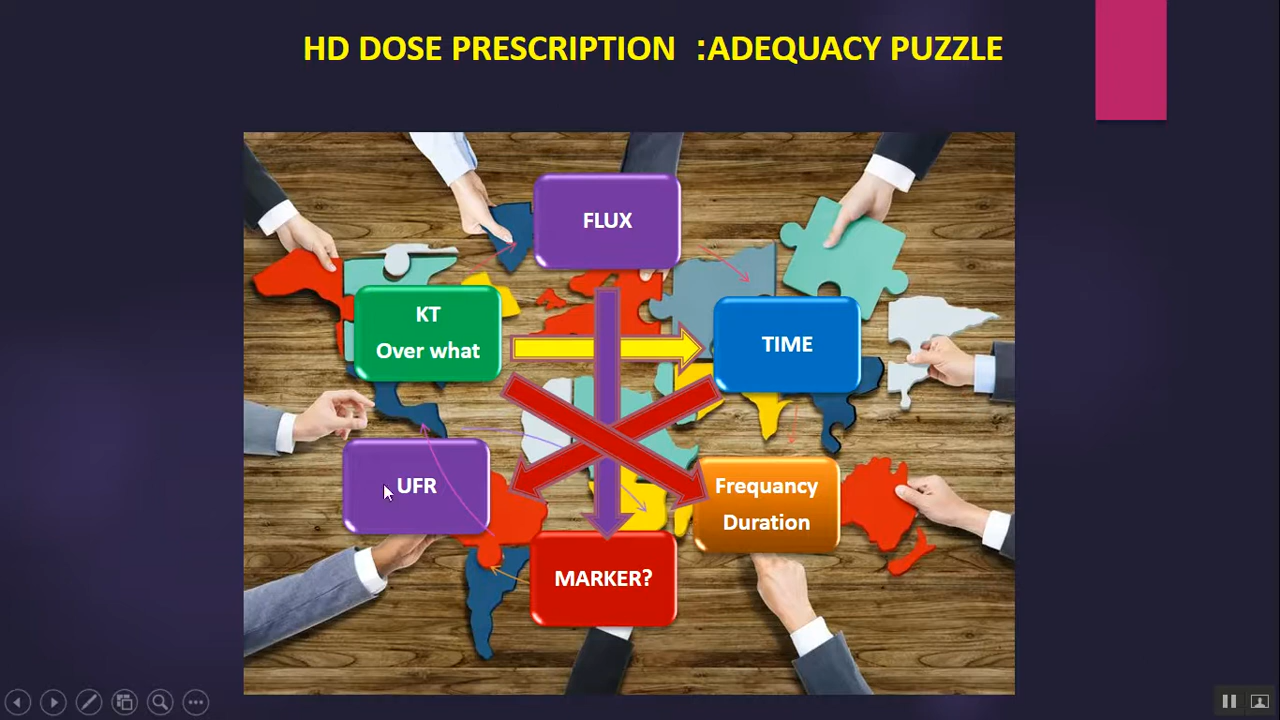 HD DOSE PRESCRIPTION :ADEQUACY PUZZLE
FLUX
KT
Over what
TIME
UFR
Frequancy
Duration
MARKER?